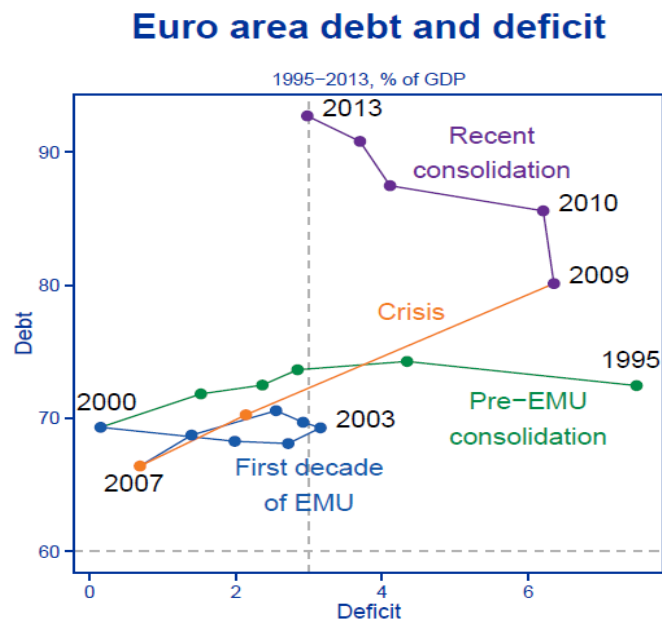 Euro area debt and deficit
1995−2013, % of GDP
2013
Recent
consolidation
90
2010
2009
80
Crisis
Debt
1995
2000
Pre−EMU
consolidation
70
2003
First decade
of EMU
2007
60
0
2
4
6
Deficit